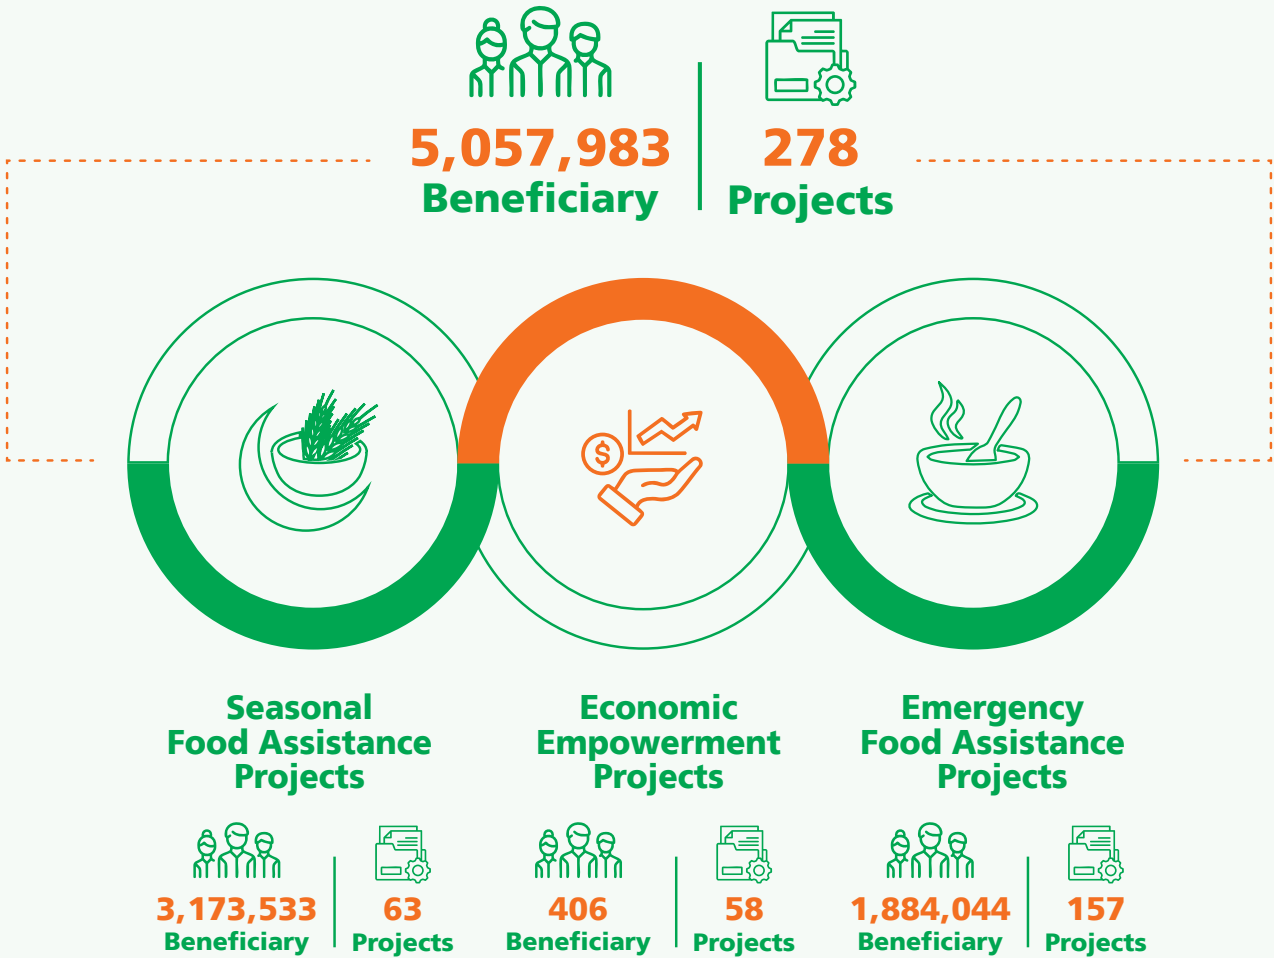 5,057,983
Beneficiary
278
Projects
$
Seasonal
Food Assistance
Projects
3,173,533
Beneficiary
63
Projects
Economic
Empowerment
Projects
406
Beneficiary
58
Projects
Emergency
Food Assistance
Projects
1,884,044
Beneficiary
157
Projects